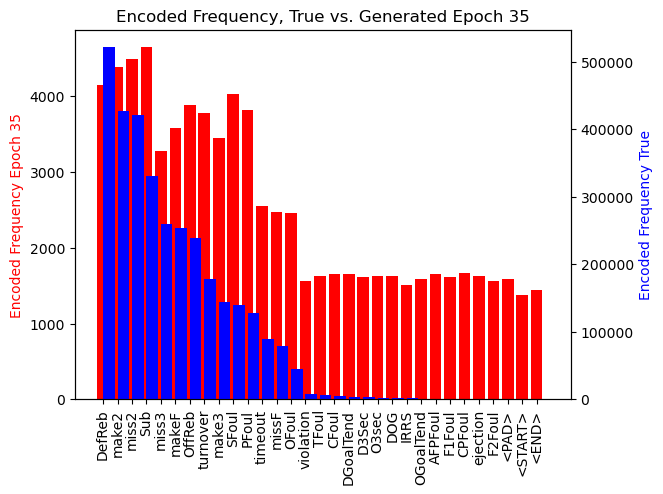 Encoded Frequency, True vs. Generated Epoch 35
Encoded Frequency Epoch 35
4000
3000
2000
1000
0
Encoded Frequency True
500000
400000
300000
200000
100000
0
DefReb
make2
miss2
Sub
miss3
makeF
OffReb
turnover
make3
SFoul
PFoul
timeout
missF
OFoul
violation
TFoul
CFoul
DGoalTend
D3Sec
O3sec
DOG
IRRS
OGoalTend
AFPFoul
F1Foul
CPFoul
ejection
F2Foul
<PAD>
<START>
<END>